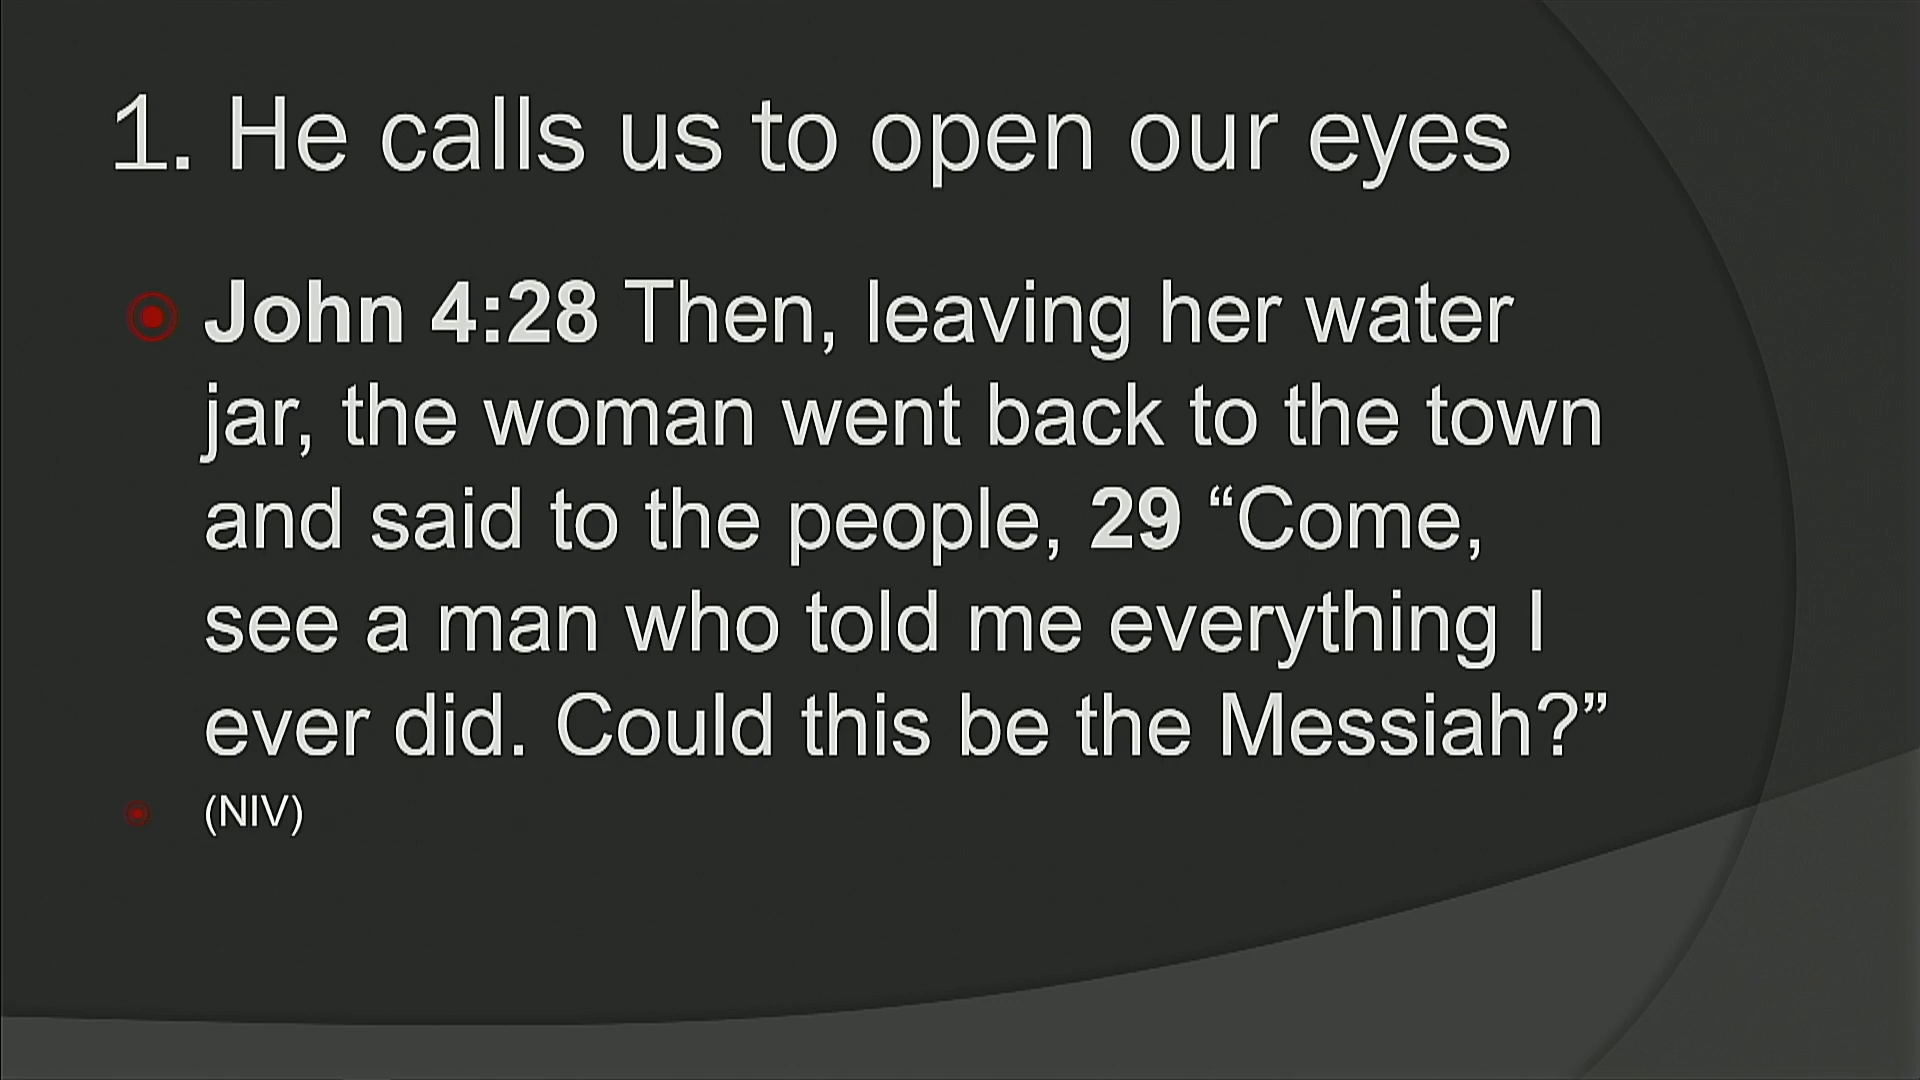 1. He calls us to open our eyes
John 4:28 Then, leaving her water
jar, the woman went back to the town
and said to the people, 29 “Come,
see a man who told me everything I
ever did. Could this be the Messiah?”
(NIV)